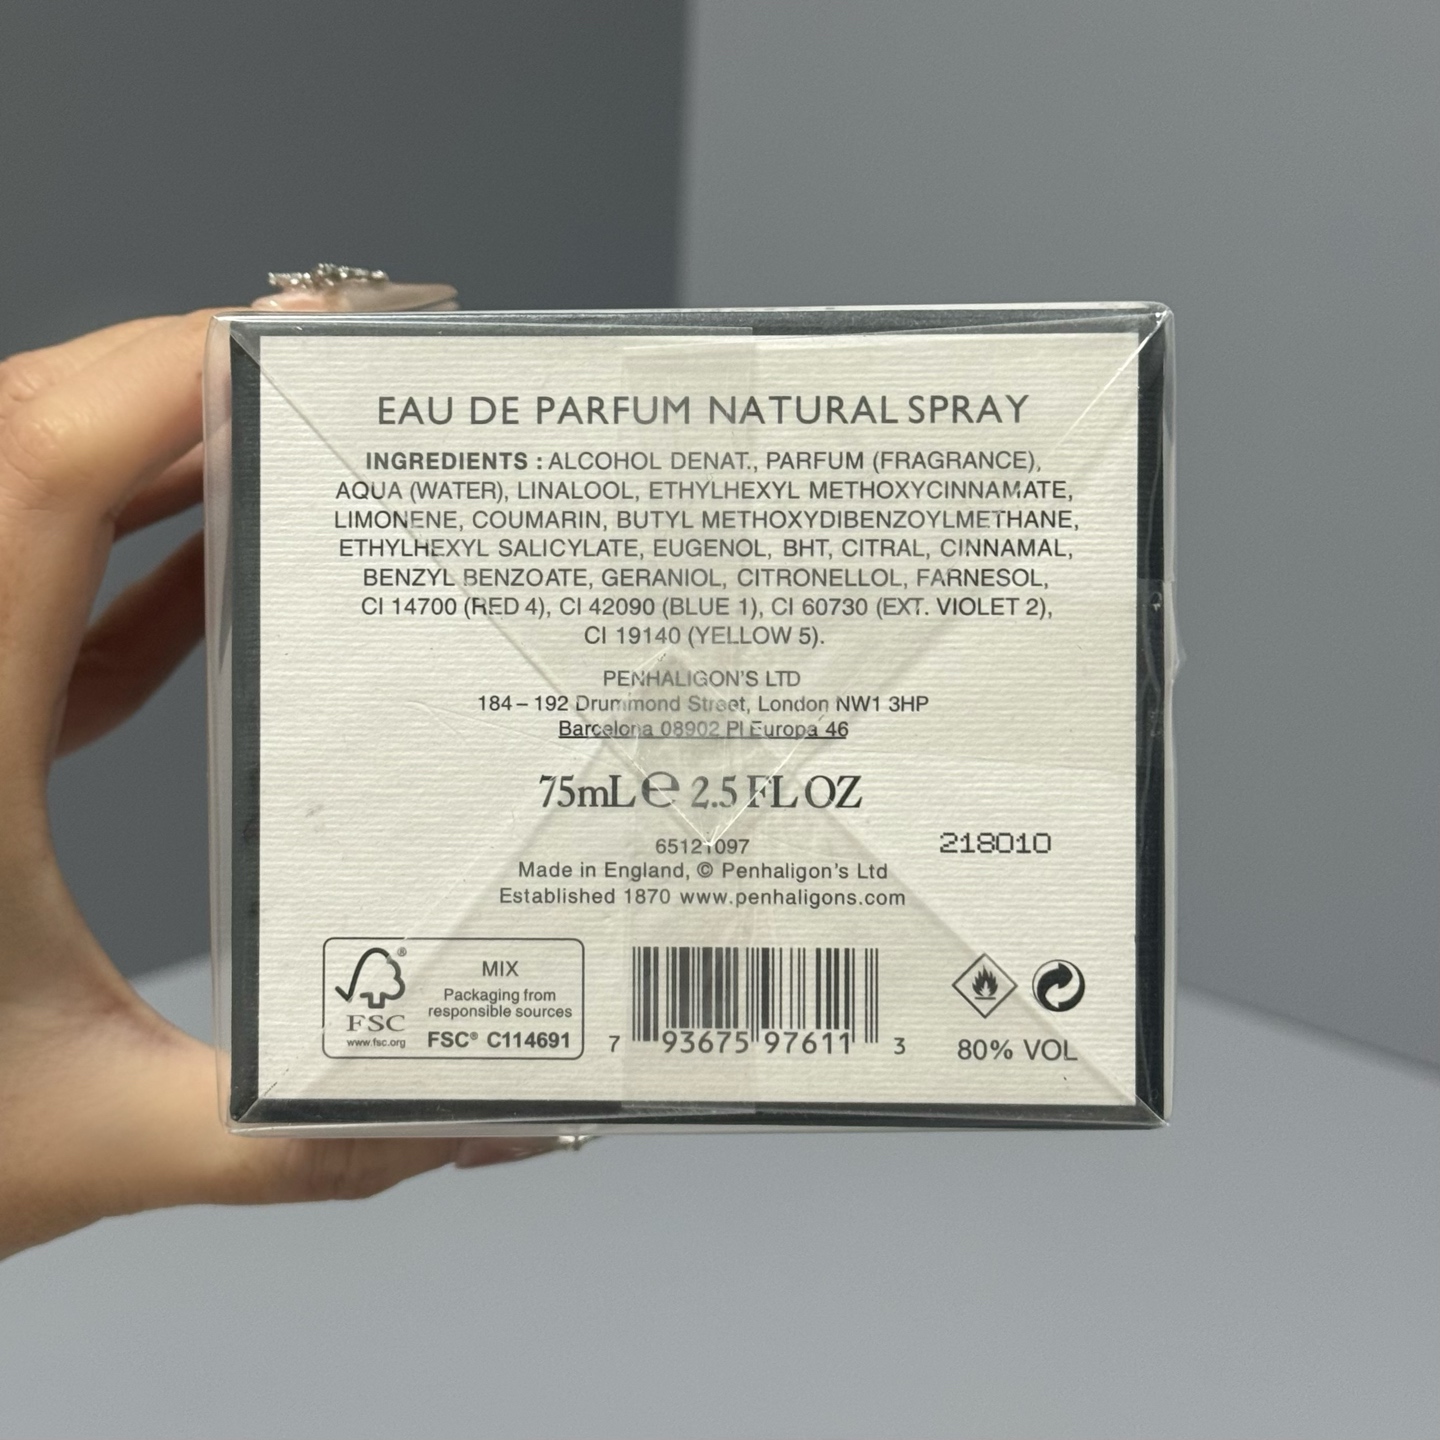 EAU DE PARFUM NATURAL SPRAY
INGREDIENTS : ALCOHOL DENAT., PARFUM (FRAGRANCE),
AQUA (WATER), LINALOOL, ETHYLHEXYL METHOXYCINNAMATE,
LIMONENE, COUMARIN, BUTYL METHOXYDIBENZOYLMETHANE,
ETHYLHEXYL SALICYLATE, EUGENOL, BHT, CITRAL, CINNAMAL,
BENZYL BENZOATE, GERANIOL, CITRONELLOL, FARNESOL,
CI 14700 (RED 4), CI 42090 (BLUE 1), CI 60730 (EXT. VIOLET 2),
CI 19140 (YELLOW 5).
PENHALIGON'S LTD
184 – 192 Drummond Street, London NW1 3HP
Barcelona 08902 Pl Europa 46
75mL ℮ 2.5 FL OZ
65121097
218010
Made in England, © Penhaligon's Ltd
Established 1870 www.penhaligons.com
FSC®
www.fsc.org
MIX
Packaging from
responsible sources
FSC® C114691
7 93675 97611 3
80% VOL